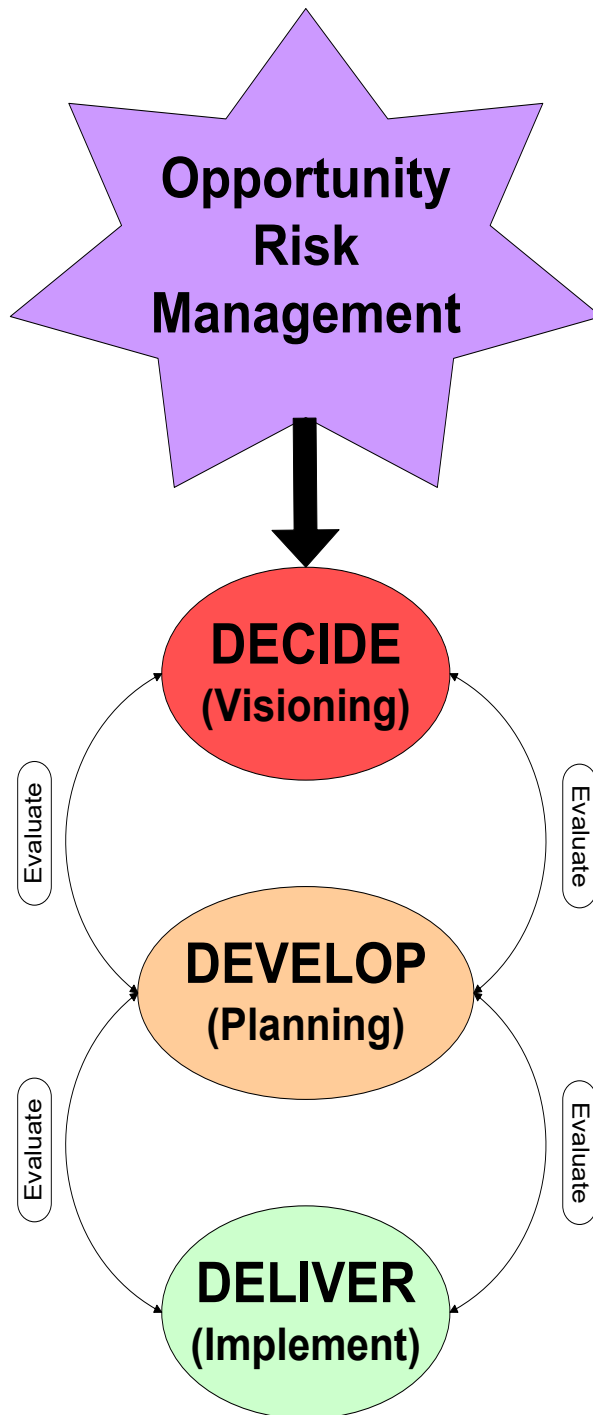 Opportunity
Risk
Management
DECIDE
(Visioning)
Evaluate
Evaluate
DEVELOP
(Planning)
Evaluate
Evaluate
DELIVER
(Implement)